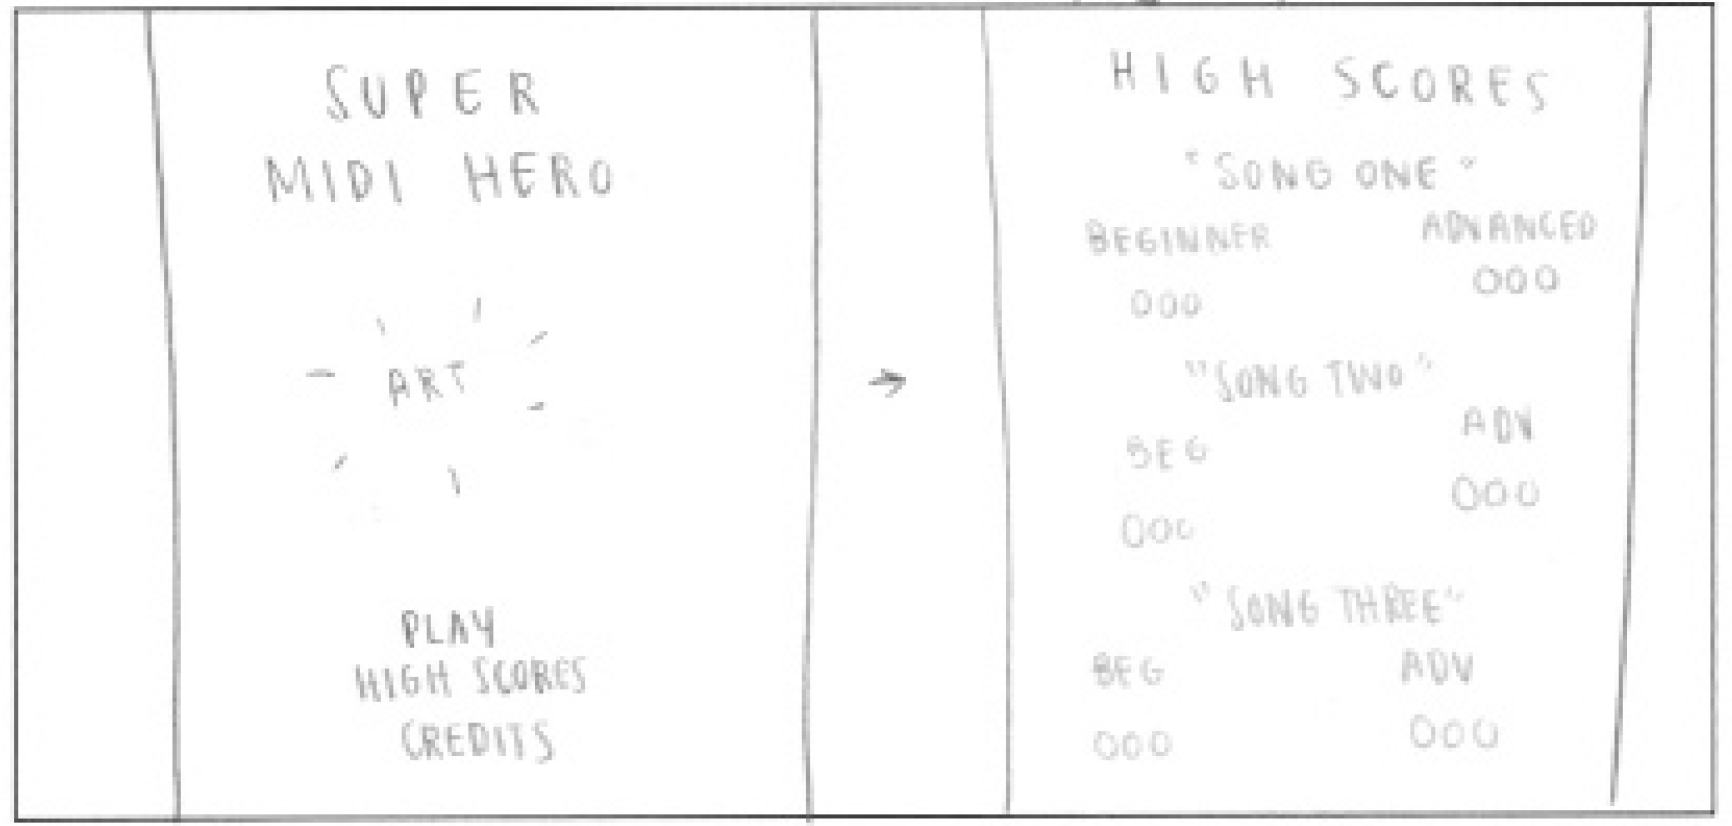 SUPER
MIDI HERO
ART
PLAY
HIGH SCORES
CREDITS
HIGH SCORES
"SONG ONE"
BEGINNER ADVANCED
000 000
"SONG TWO"
BEG ADV
000 000
"SONG THREE"
BEG ADV
000 000